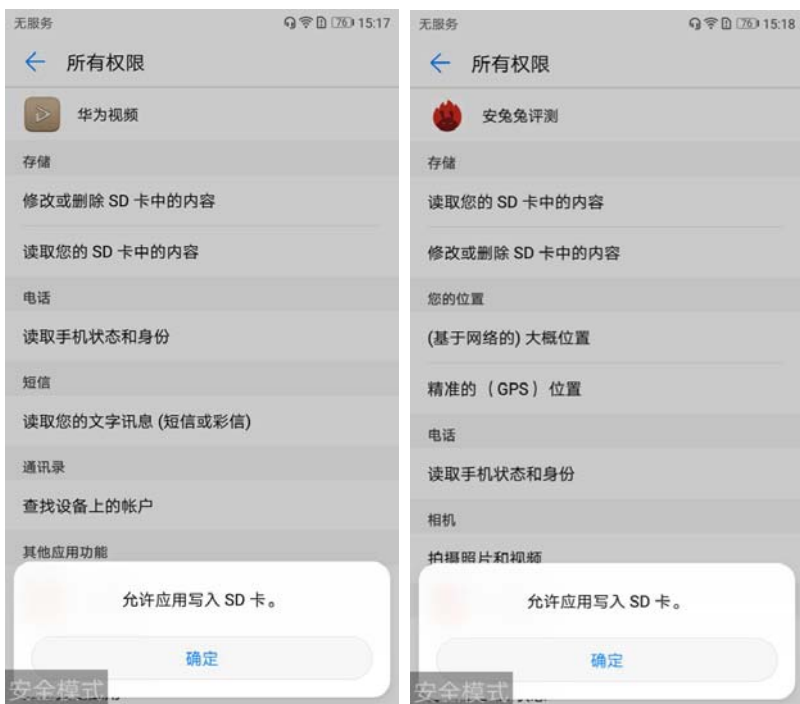 无服务
76 15:17
所有权限
华为视频
存储
修改或删除 SD 卡中的内容
读取您的 SD 卡中的内容
电话
读取手机状态和身份
短信
读取您的文字讯息 (短信或彩信)
通讯录
查找设备上的帐户
其他应用功能
允许应用写入 SD 卡。
确定
安全模式
无服务
76 15:18
所有权限
安兔兔评测
存储
读取您的 SD 卡中的内容
修改或删除 SD 卡中的内容
您的位置
(基于网络的) 大概位置
精准的（GPS）位置
电话
读取手机状态和身份
相机
拍摄照片和视频
允许应用写入 SD 卡。
确定
安全模式